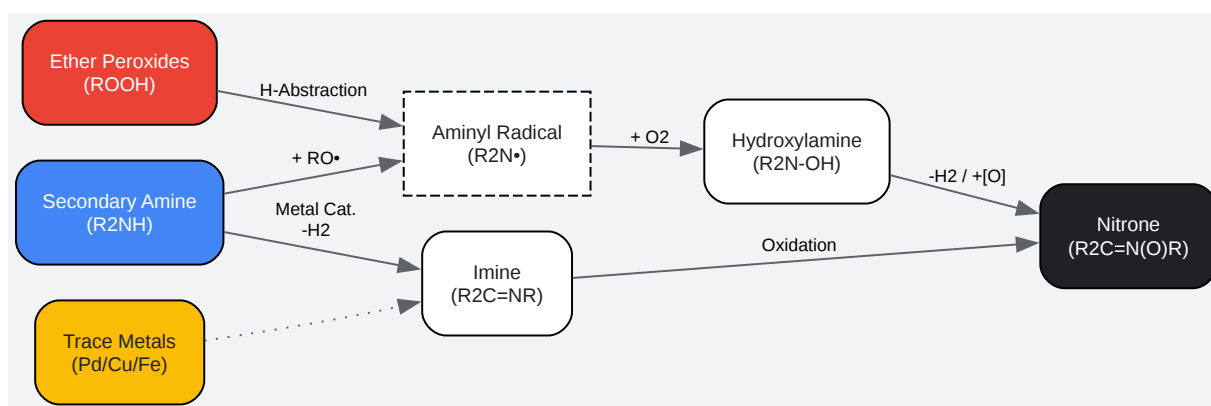 Ether Peroxides
(ROOH)
H-Abstraction
Aminyl Radical
(R2N•)
+ O2
Hydroxylamine
(R2N-OH)
-H2 / +[O]
Secondary Amine
(R2NH)
+ RO•
Metal Cat.
-H2
Imine
(R2C=NR)
Oxidation
Nitrone
(R2C=N(O)R)
Trace Metals
(Pd/Cu/Fe)